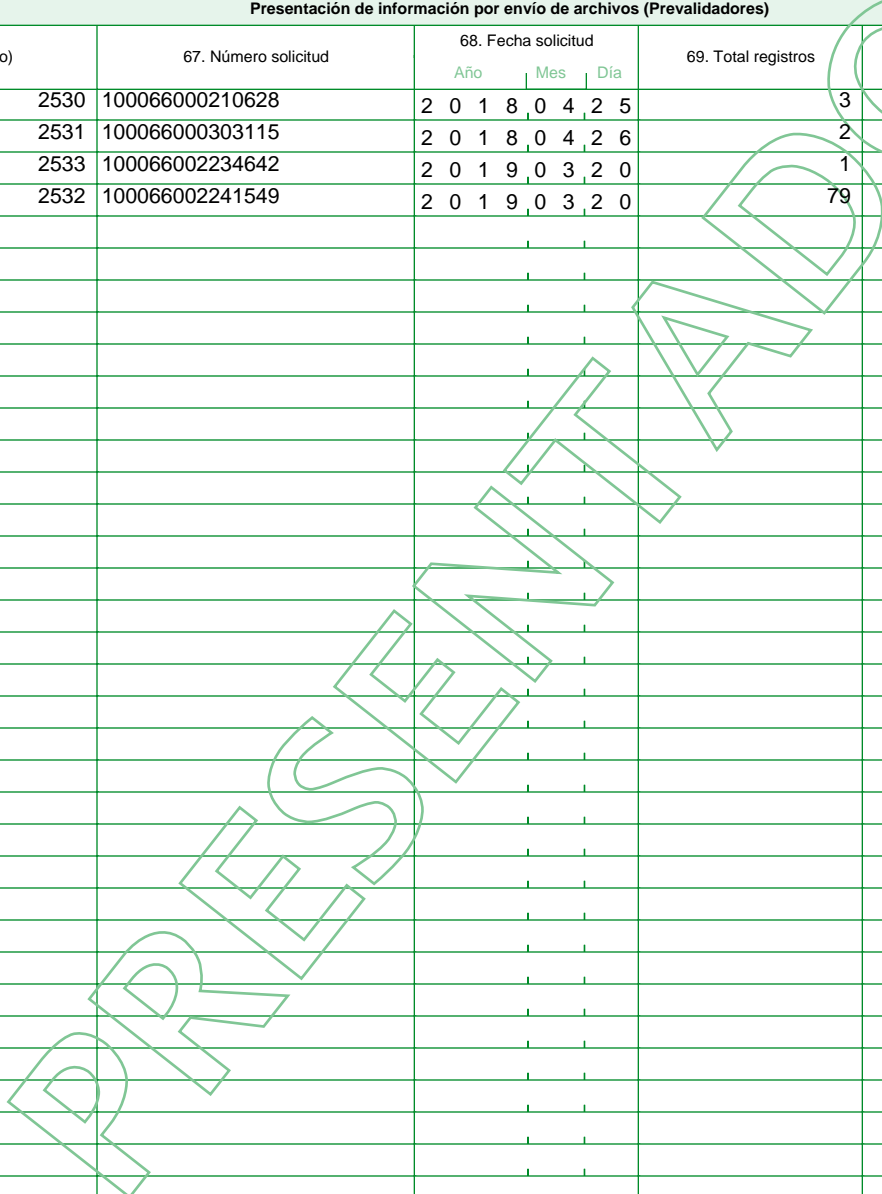 Presentación de información por envío de archivos (Prevalidadores)
o) 67. Número solicitud 68. Fecha solicitud 69. Total registros
Año Mes Día
2530 100066000210628 2 0 1 8 0 4 2 5 3
2531 100066000303115 2 0 1 8 0 4 2 6 2
2533 100066002234642 2 0 1 9 0 3 2 0 1
2532 100066002241549 2 0 1 9 0 3 2 0 79
PRESENTADO